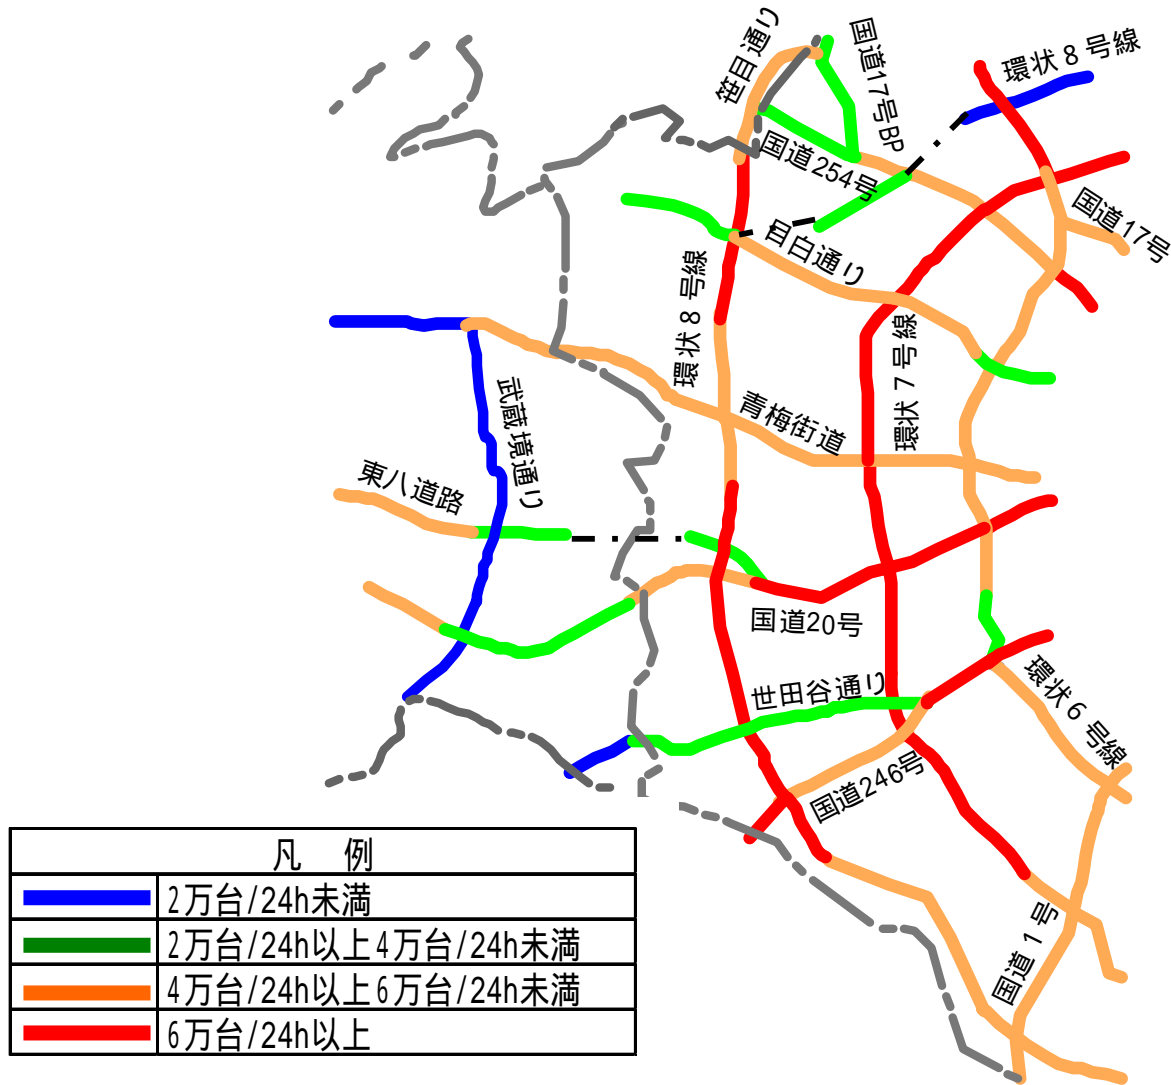 笹目通り
国道17号BP
環状8号線
国道254号
国道17号
目白通り
環状8号線
環状7号線
武蔵境通り
青梅街道
東八道路
国道20号
世田谷通り
環状6号線
国道246号
国道1号
凡 例
2万台/24h未満
2万台/24h以上4万台/24h未満
4万台/24h以上6万台/24h未満
6万台/24h以上